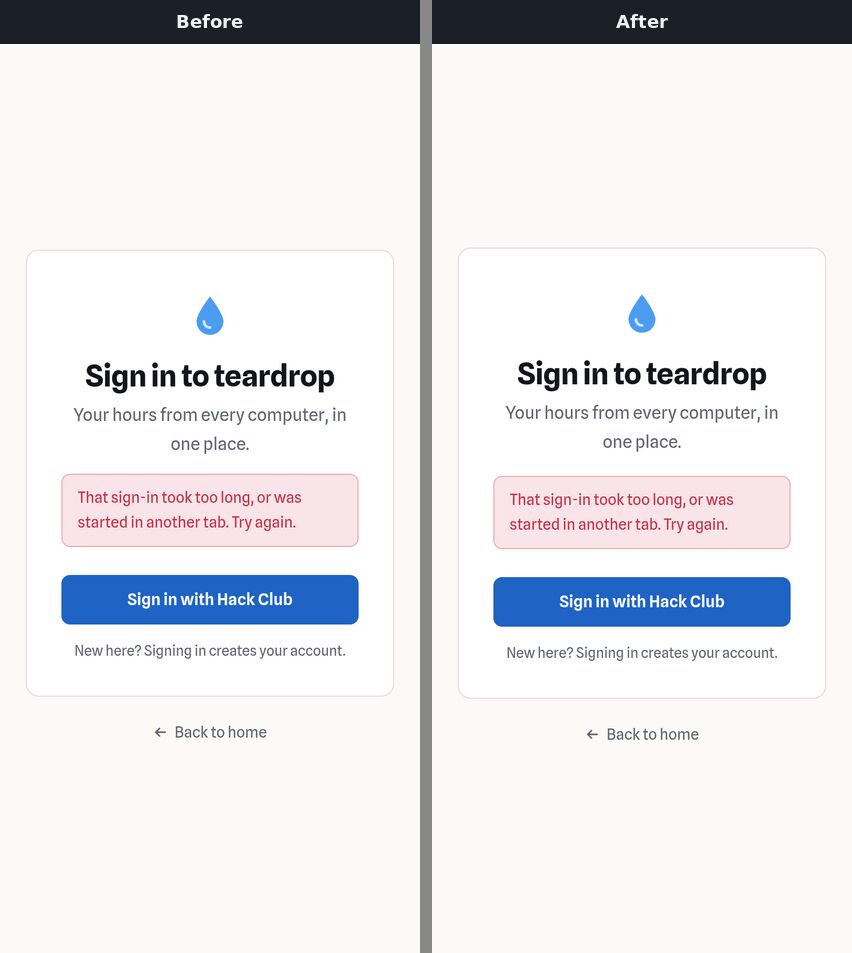 Before
Sign in to teardrop
Your hours from every computer, in
one place.
That sign-in took too long, or was
started in another tab. Try again.
Sign in with Hack Club
New here? Signing in creates your account.
← Back to home
After
Sign in to teardrop
Your hours from every computer, in
one place.
That sign-in took too long, or was
started in another tab. Try again.
Sign in with Hack Club
New here? Signing in creates your account.
← Back to home